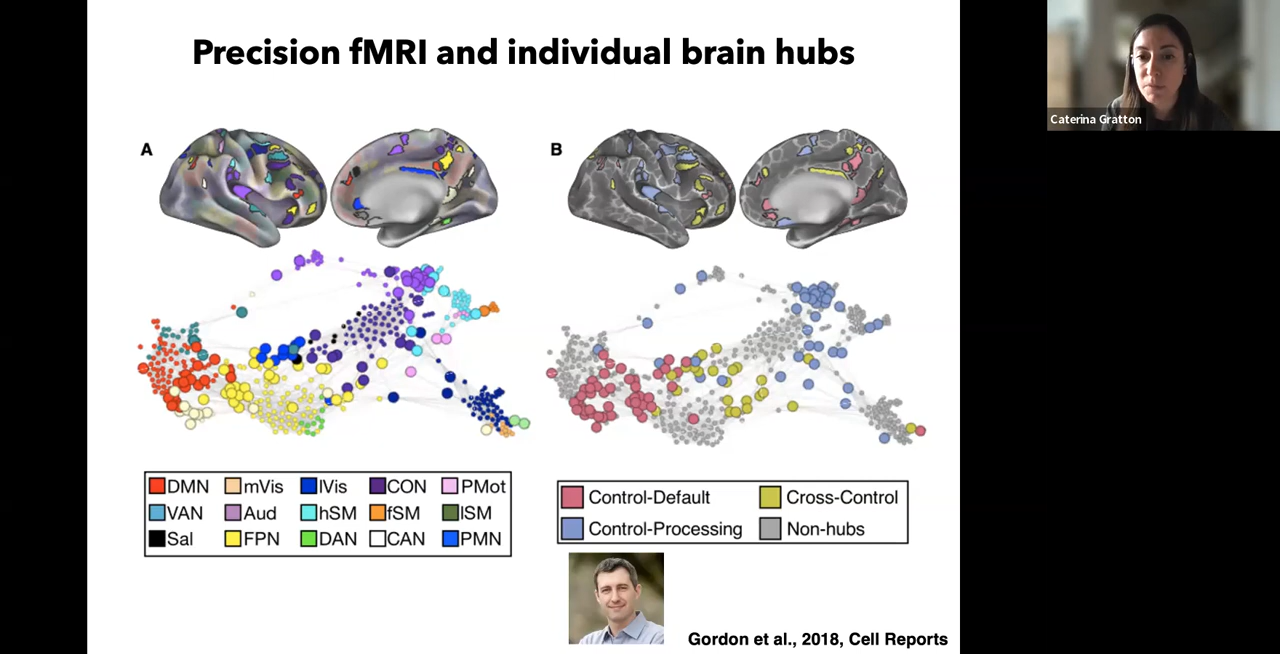 Precision fMRI and individual brain hubs
Caterina Gratton
A
B
DMN mVis lVis CON PMot
VAN Aud hSM fSM lSM
Sal FPN DAN CAN PMN
Control-Default Cross-Control
Control-Processing Non-hubs
Gordon et al., 2018, Cell Reports